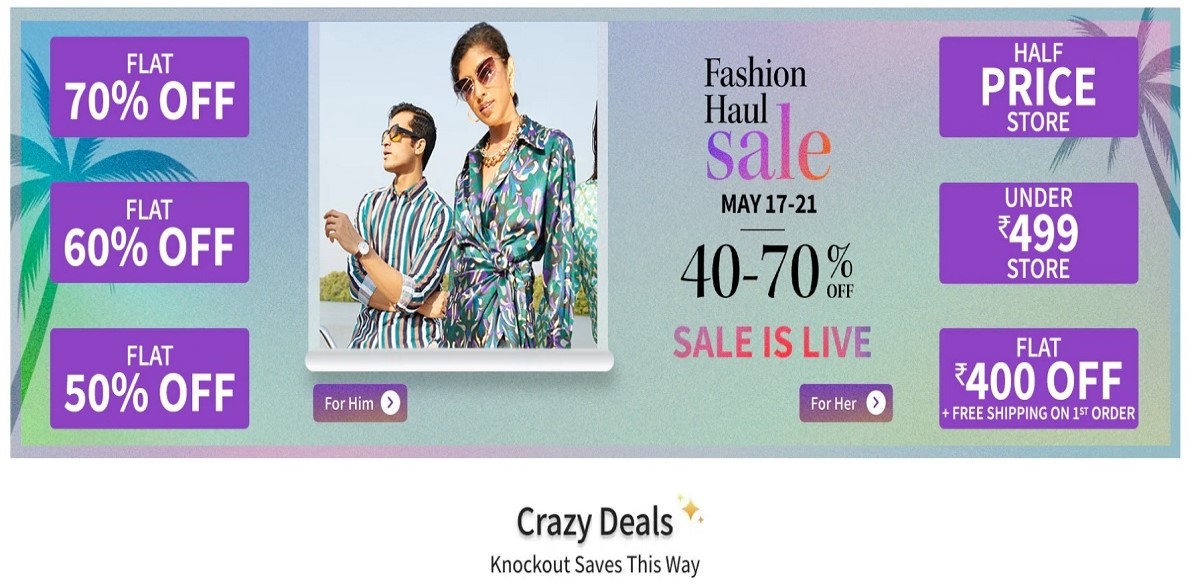 FLAT
70% OFF
FLAT
60% OFF
FLAT
50% OFF
For Him
Fashion
Haul
sale
MAY 17-21
40-70% OFF
SALE IS LIVE
For Her
HALF
PRICE
STORE
UNDER
₹499
STORE
FLAT
₹400 OFF
+ FREE SHIPPING ON 1ST ORDER
Crazy Deals
Knockout Saves This Way